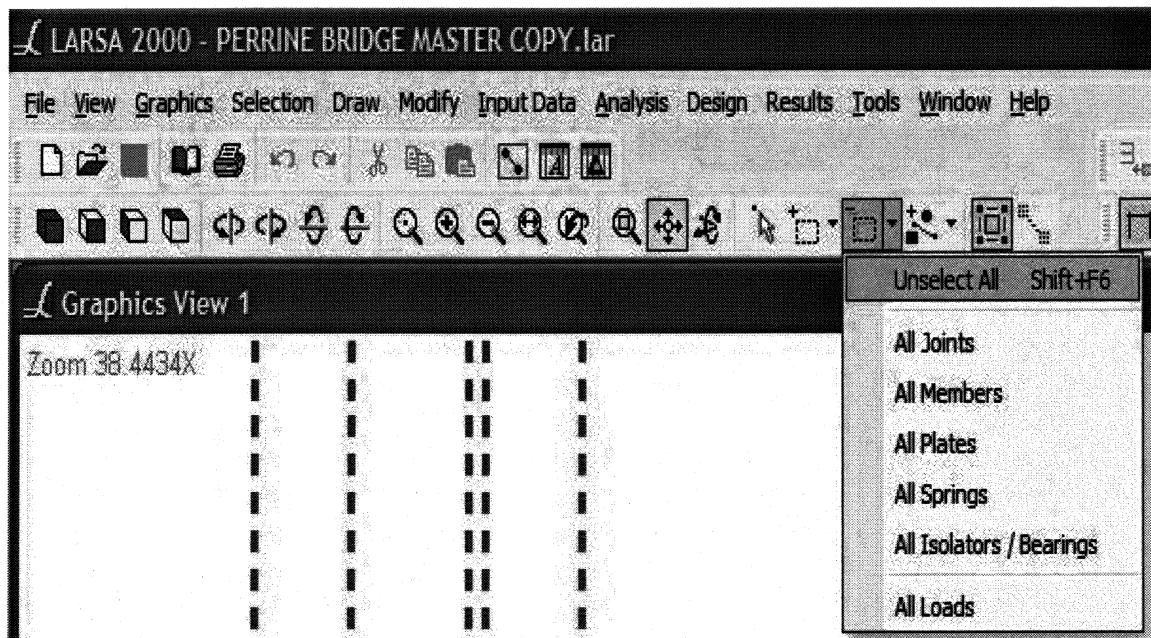 LARSA 2000 - PERRINE BRIDGE MASTER COPY.lar
File View Graphics Selection Draw Modify Input Data Analysis Design Results Tools Window Help
Graphics View 1
Zoom 38.4434X
Unselect All Shift+F6
All Joints
All Members
All Plates
All Springs
All Isolators / Bearings
All Loads